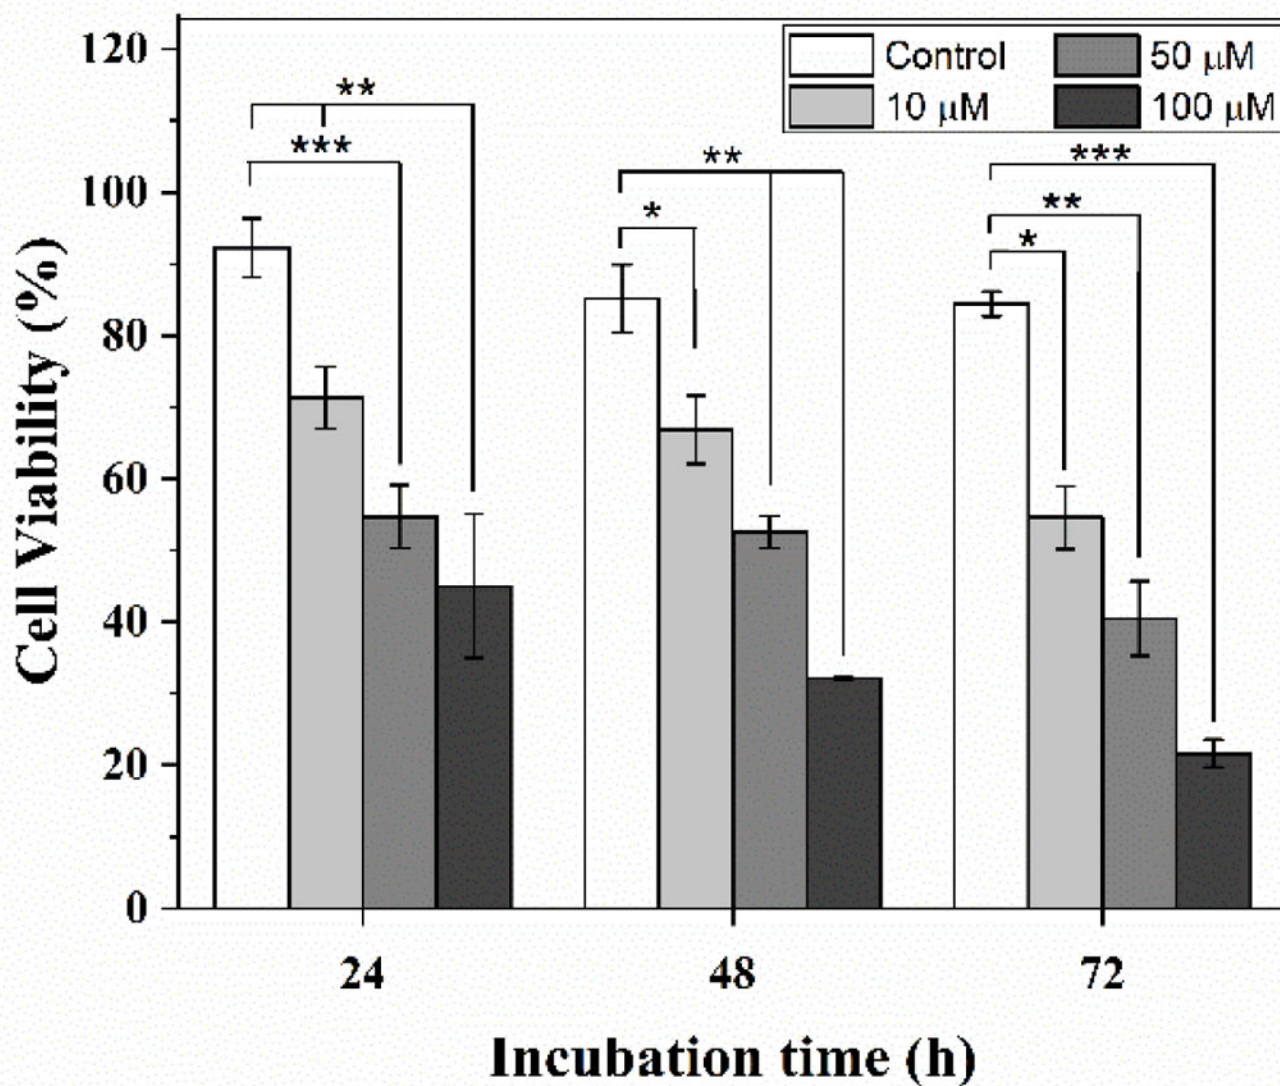 Control
50 μM
10 μM
100 μM
120
100
80
60
40
20
0
Cell Viability (%)
**
***
**
*
***
**
*
24
48
72
Incubation time (h)